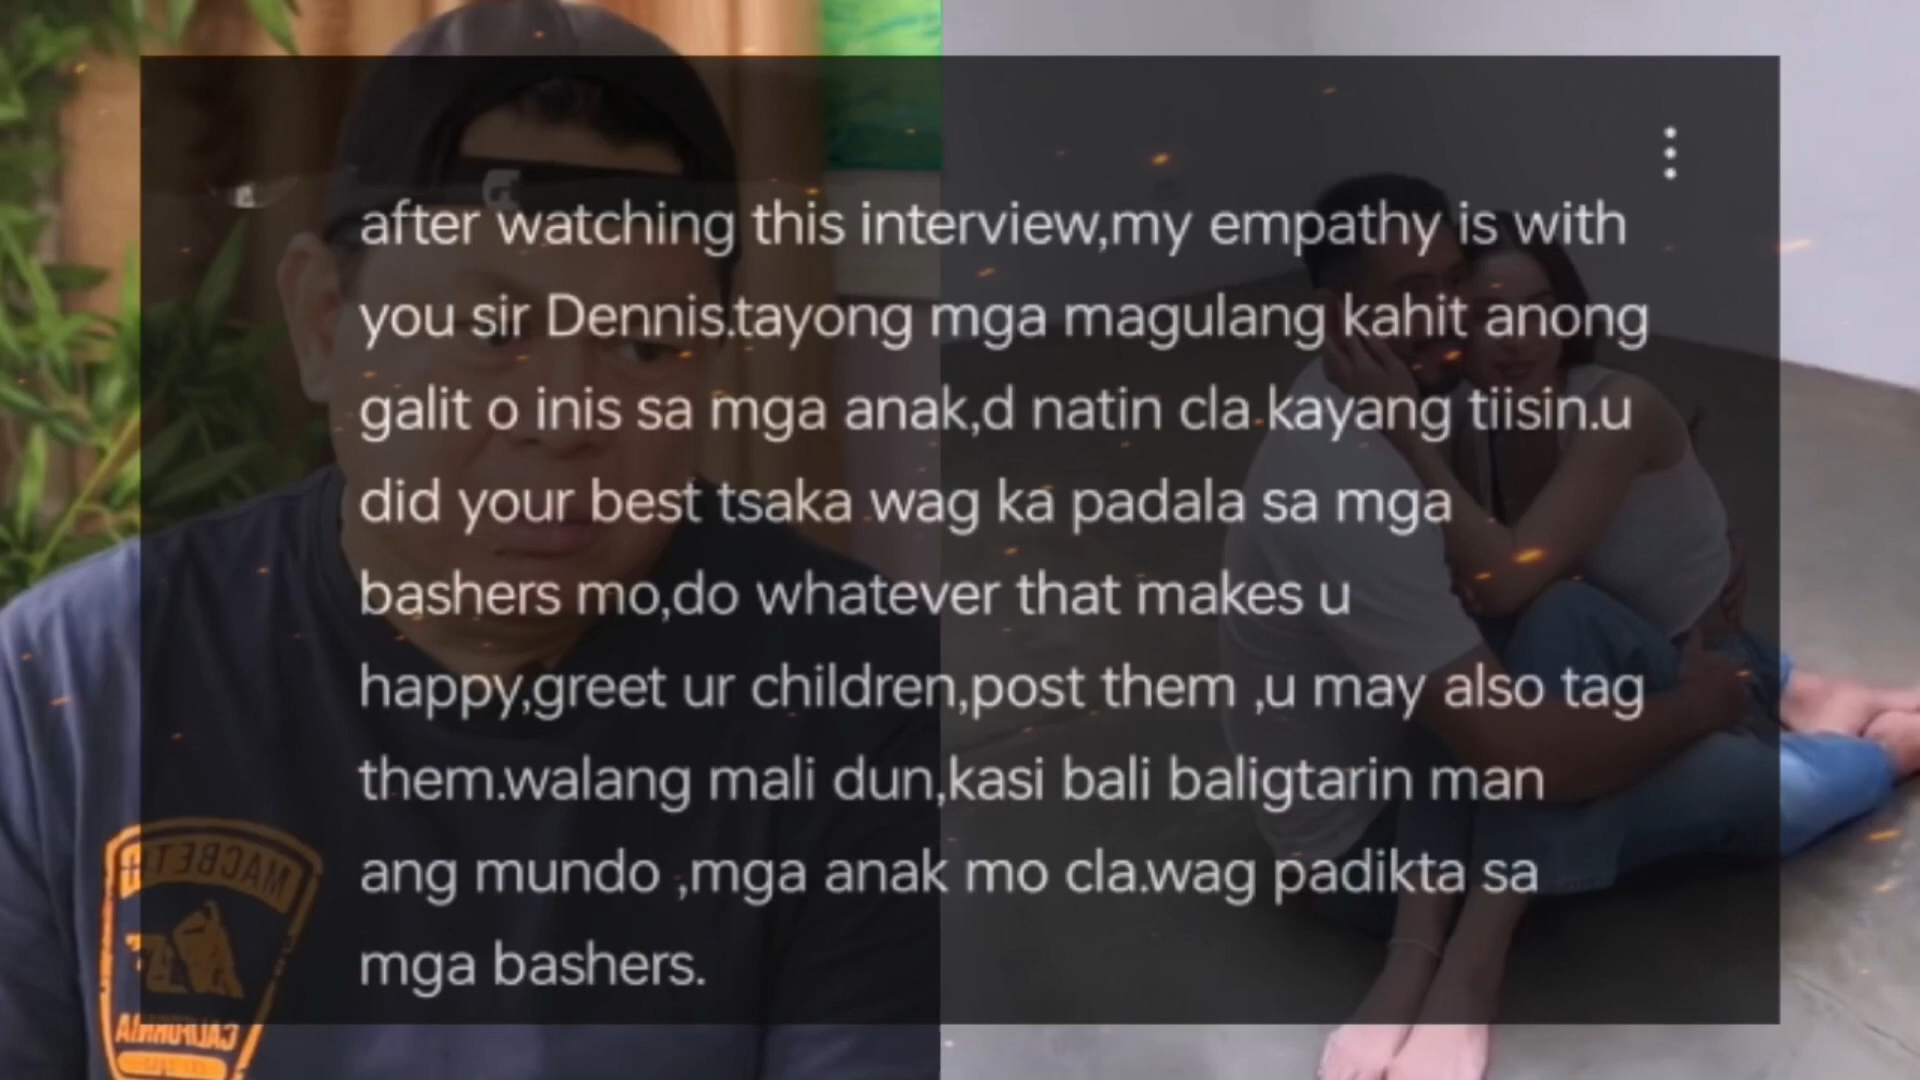 after watching this interview,my empathy is with
you sir Dennis.tayong mga magulang kahit anong
galit o inis sa mga anak,d natin cla kayang tiisin.u
did your best tsaka wag ka padala sa mga
bashers mo,do whatever that makes u
happy,greet ur children,post them ,u may also tag
them.walang mali dun,kasi bali baligtarin man
ang mundo ,mga anak mo cla.wag padikta sa
mga bashers.
MACBETH
CALIFORNIA